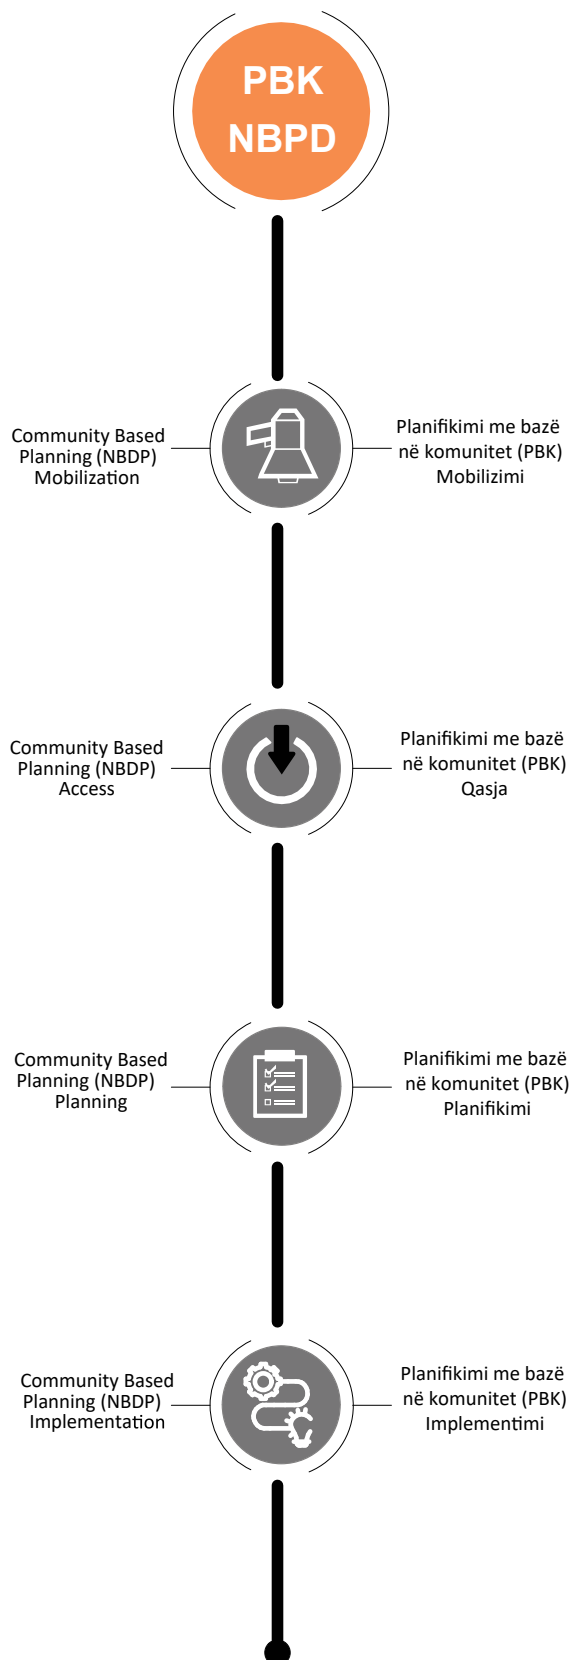 PBK
NBPD
Community Based
Planning (NBDP)
Mobilization
Planifikimi me bazë
në komunitet (PBK)
Mobilizimi
Community Based
Planning (NBDP)
Access
Planifikimi me bazë
në komunitet (PBK)
Qasja
Community Based
Planning (NBDP)
Planning
Planifikimi me bazë
në komunitet (PBK)
Planifikimi
Community Based
Planning (NBDP)
Implementation
Planifikimi me bazë
në komunitet (PBK)
Implementimi